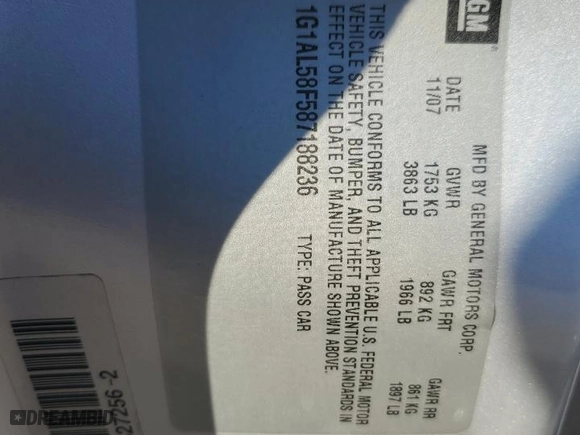 GM
MFD BY GENERAL MOTORS CORP.
DATE GVWR GAWR FRT GAWR RR
11/07 1753 KG 892 KG 861 KG
3863 LB 1966 LB 1897 LB
THIS VEHICLE CONFORMS TO ALL APPLICABLE U.S. FEDERAL MOTOR
VEHICLE SAFETY, BUMPER, AND THEFT PREVENTION STANDARDS IN
EFFECT ON THE DATE OF MANUFACTURE SHOWN ABOVE.
1G1AL58F587188236 TYPE: PASS CAR
27256-2
DREAMBID